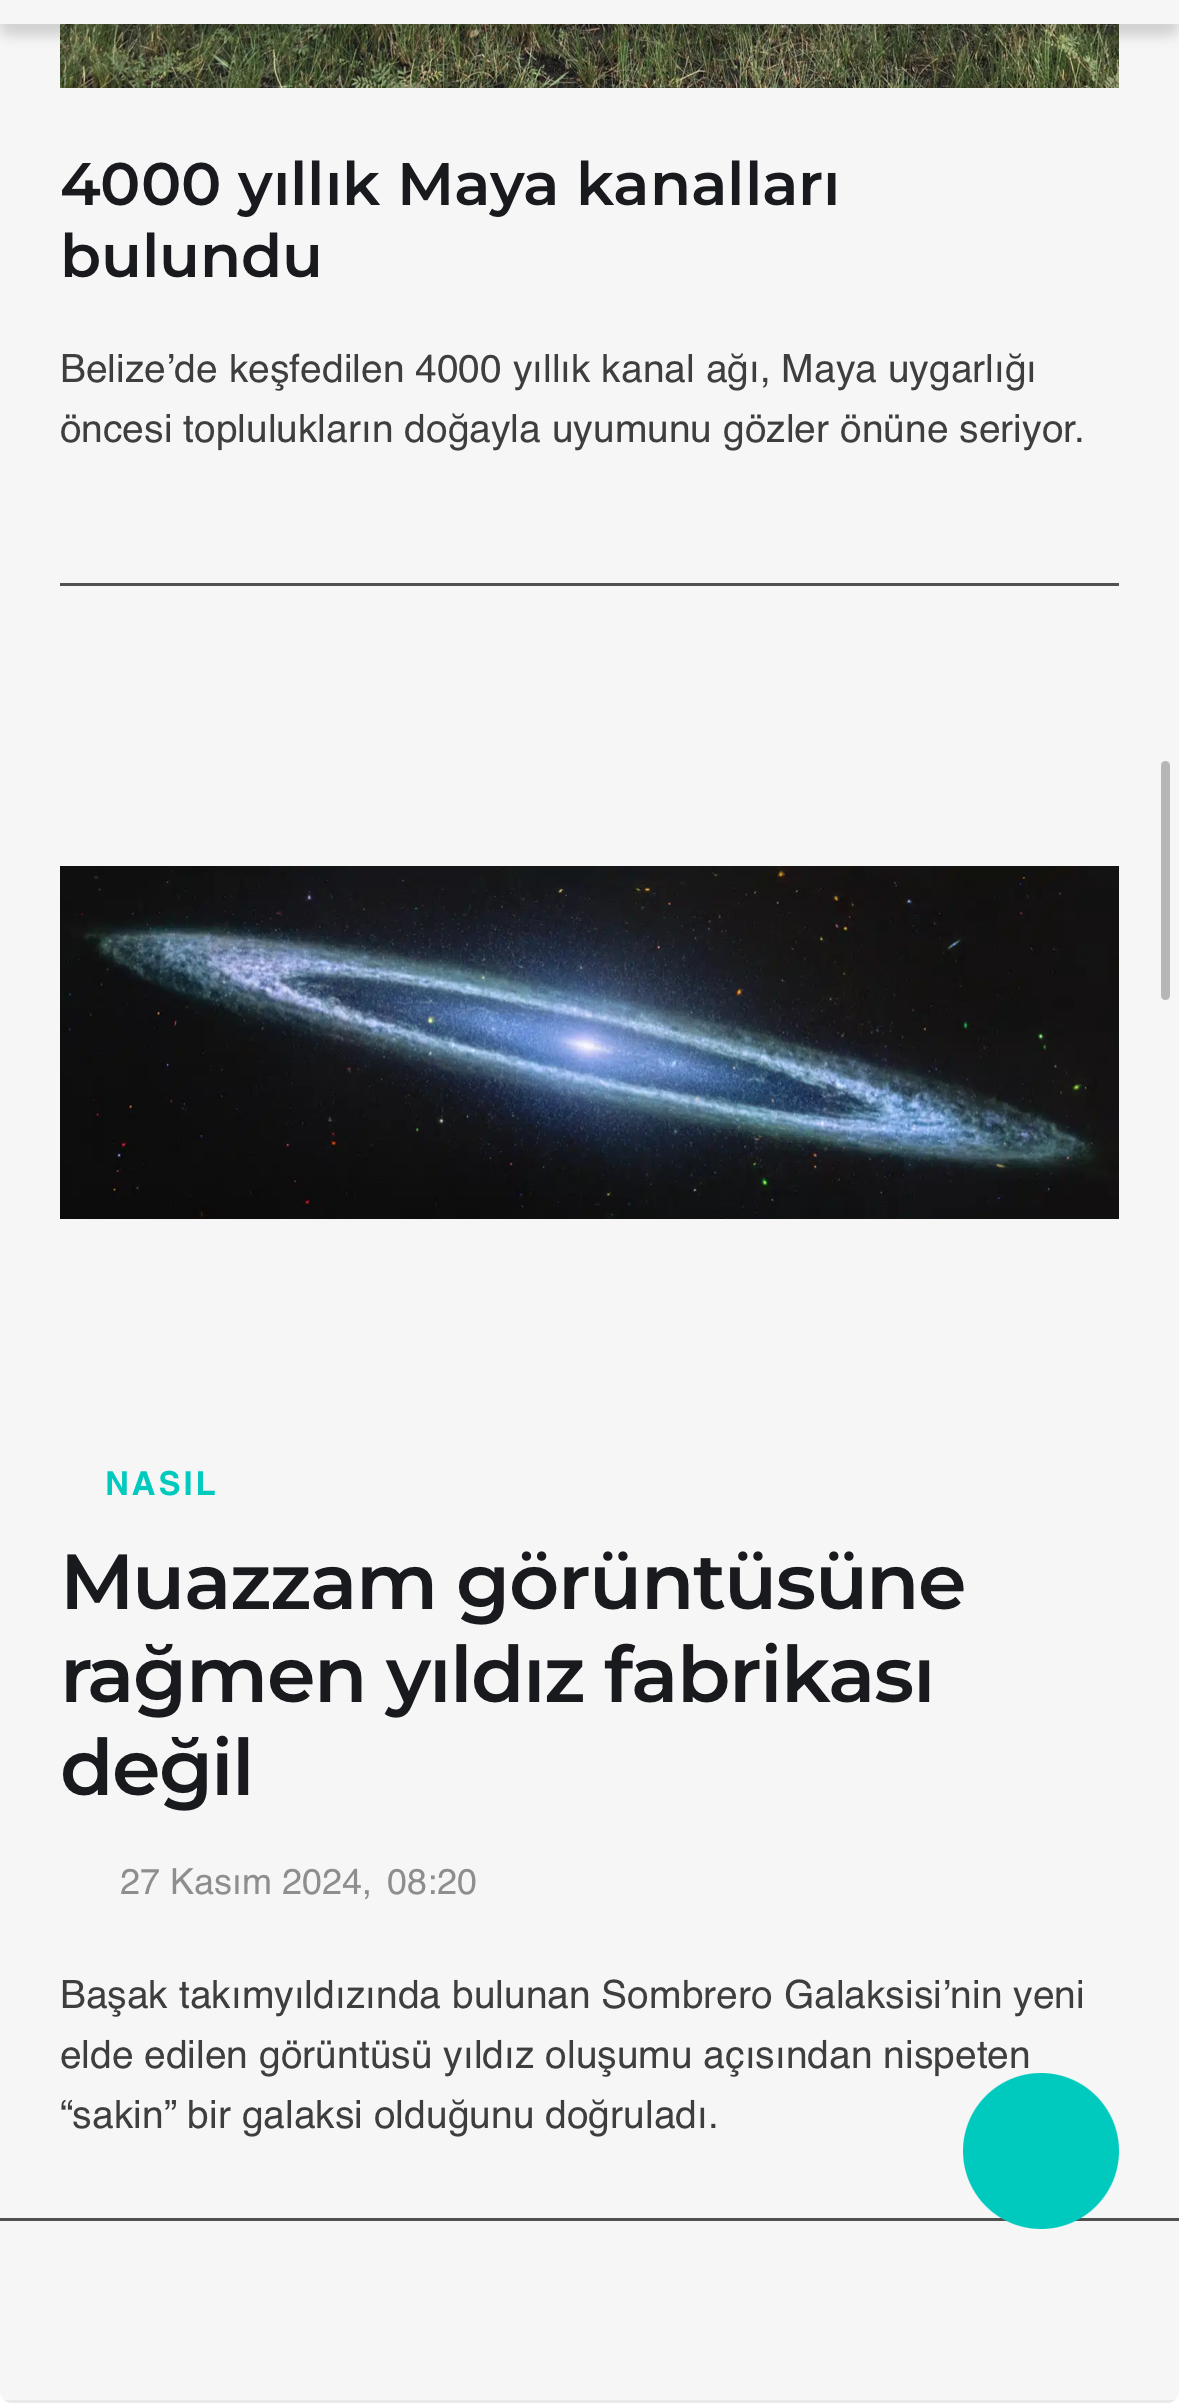 4000 yıllık Maya kanalları
bulundu
Belize’de keşfedilen 4000 yıllık kanal ağı, Maya uygarlığı
öncesi toplulukların doğayla uyumunu gözler önüne seriyor.
NASIL
Muazzam görüntüsüne
rağmen yıldız fabrikası
değil
27 Kasım 2024, 08:20
Başak takımyıldızında bulunan Sombrero Galaksisi’nin yeni
elde edilen görüntüsü yıldız oluşumu açısından nispeten
“sakin” bir galaksi olduğunu doğruladı.